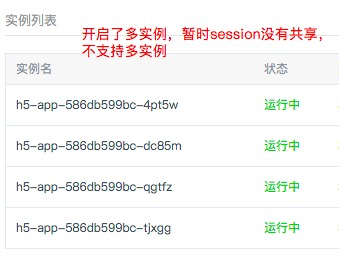 实例列表
开启了多实例，暂时session没有共享，
不支持多实例
实例名 状态
h5-app-586db599bc-4pt5w 运行中
h5-app-586db599bc-dc85m 运行中
h5-app-586db599bc-qgtfz 运行中
h5-app-586db599bc-tjxgg 运行中